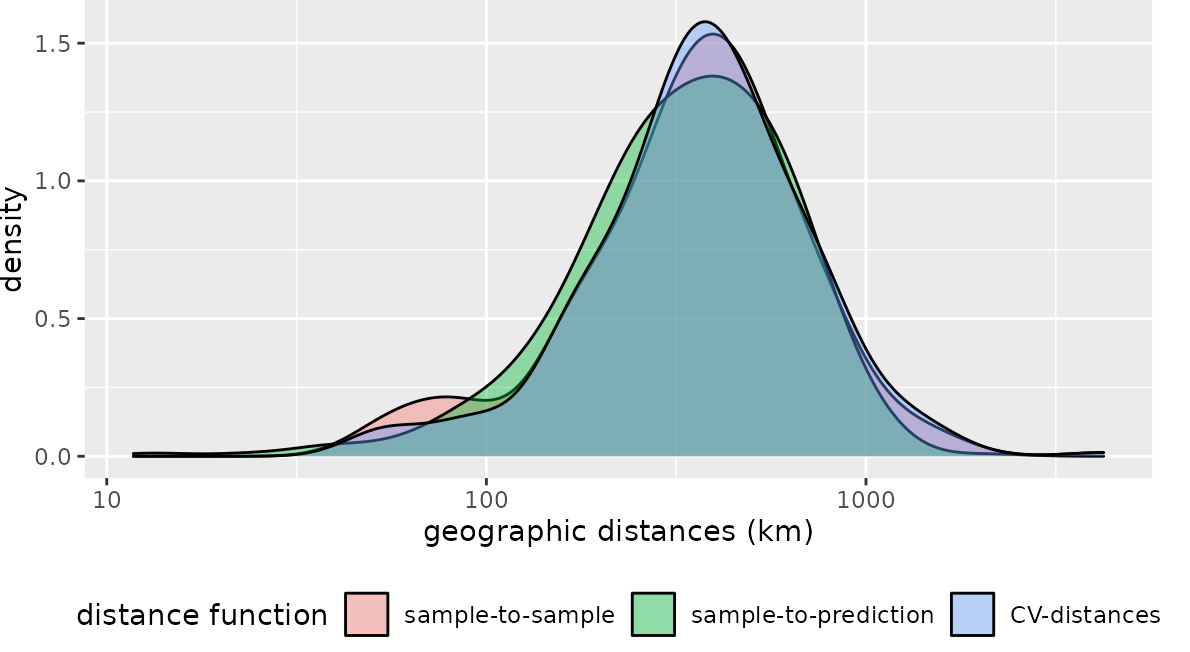 1.5
1.0
0.5
0.0
density
10 100 1000
geographic distances (km)
distance function sample-to-sample sample-to-prediction CV-distances